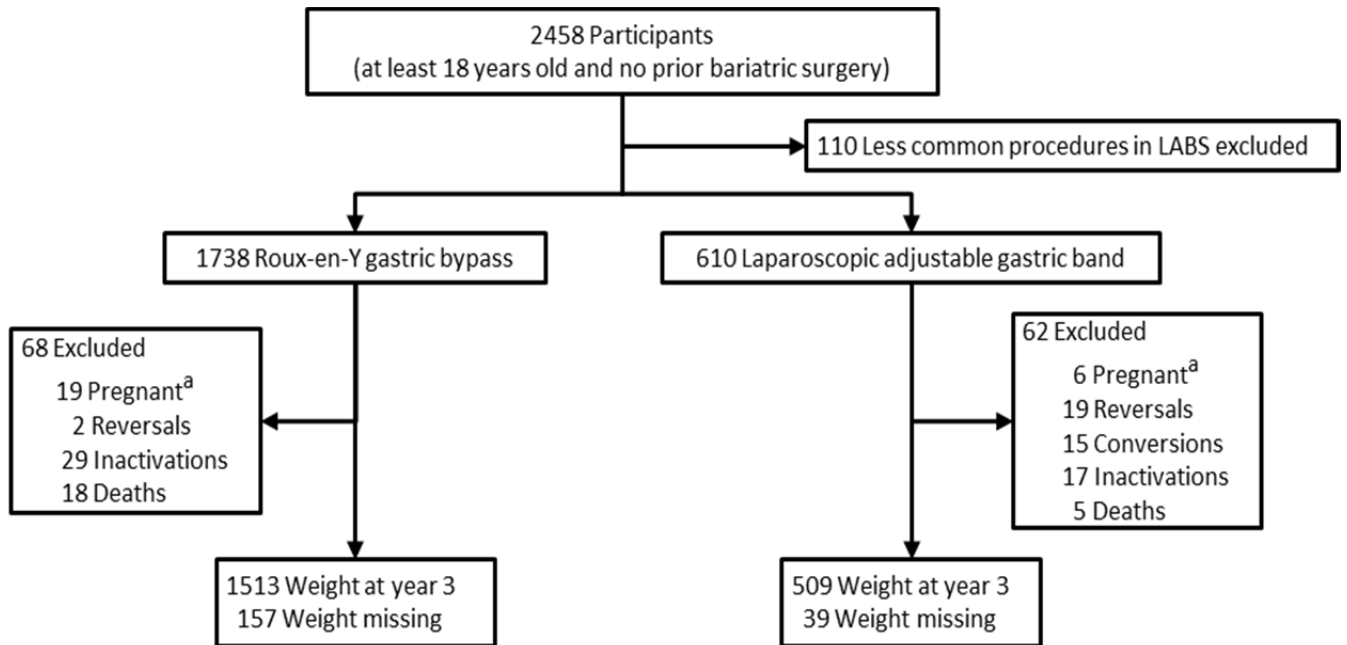 2458 Participants
(at least 18 years old and no prior bariatric surgery)
110 Less common procedures in LABS excluded
1738 Roux-en-Y gastric bypass
610 Laparoscopic adjustable gastric band
68 Excluded
19 Pregnantᵃ
2 Reversals
29 Inactivations
18 Deaths
62 Excluded
6 Pregnantᵃ
19 Reversals
15 Conversions
17 Inactivations
5 Deaths
1513 Weight at year 3
157 Weight missing
509 Weight at year 3
39 Weight missing